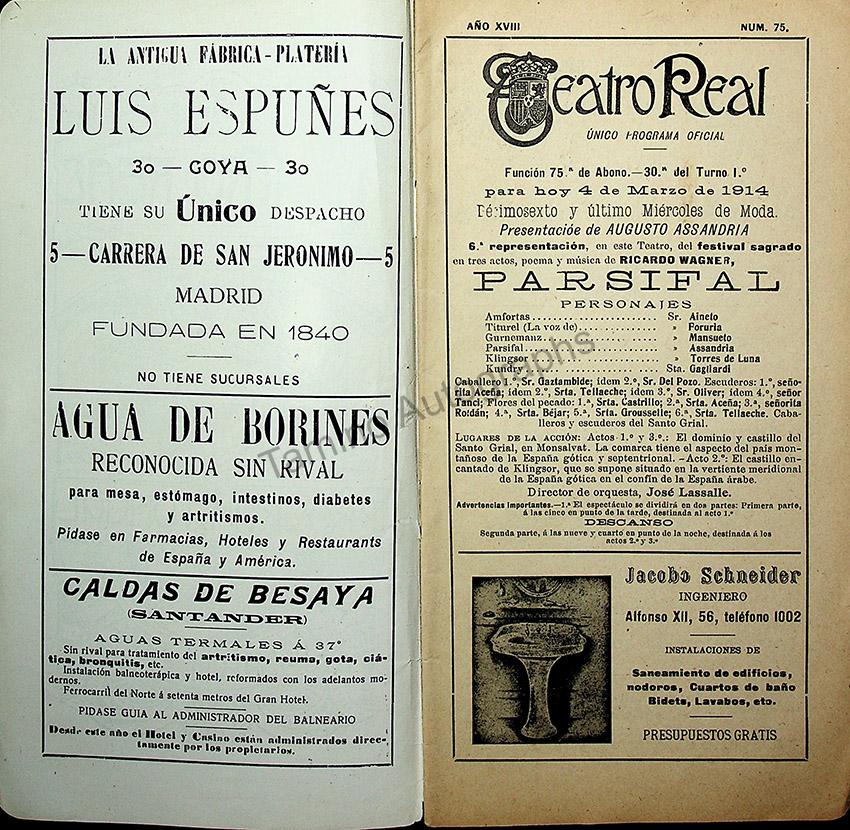 LA ANTIGUA FÁBRICA-PLATERÍA
LUIS ESPUÑES
30 — GOYA — 30
TIENE SU Único DESPACHO
5—CARRERA DE SAN JERONIMO—5
MADRID
FUNDADA EN 1840
NO TIENE SUCURSALES
AGUA DE BORINES
RECONOCIDA SIN RIVAL
para mesa, estómago, intestinos, diabetes
y artritismos.
Pidase en Farmacias, Hoteles y Restaurants
de España y América.
CALDAS DE BESAYA
(SANTANDER)
AGUAS TERMALES Á 37°
Sin rival para tratamiento del artritismo, reuma, gota, ciá-
tica, bronquitis, etc.
Instalación balneoterápica y hotel, reformados con los adelantos mo-
dernos.
Ferrocarril del Norte á setenta metros del Gran Hotel.
PIDASE GUIA AL ADMINISTRADOR DEL BALNEARIO
Desde este año el Hotel y Casino están administrados direc-
tamente por los propietarios.
AÑO XVIII NUM. 75.
Teatro Real
ÚNICO PROGRAMA OFICIAL
Función 75.ª de Abono.—30.ª del Turno 1.º
para hoy 4 de Marzo de 1914
Décimosexto y último Miércoles de Moda.
Presentación de AUGUSTO ASSANDRIA
6.ª representación, en este Teatro, del festival sagrado
en tres actos, poema y música de RICARDO WAGNER,
PARSIFAL
PERSONAJES
Amfortas........................ Sr. Aineto
Titurel (La voz de)............... » Foruria
Gurnemanz..................... » Mansueto
Parsifal......................... » Assandria
Klingsor........................ » Torres de Luna
Kundry......................... Sta. Gagliardi
Caballero 1.º, Sr. Gaztambide; idem 2.º, Sr. Del Pozo. Escuderos: 1.º, seño-
rita Aceña; idem 2.º, Srta. Tellaeche; idem 3.º, Sr. Oliver; idem 4.º, señor
Tanci; Flores del pecado: 1.ª, Srta. Castrillo; 2.ª, Srta. Aceña; 3.ª, señorita
Roldán; 4.ª, Srta. Béjar; 5.ª, Srta. Grousselle; 6.ª, Srta. Tellaeche. Caba-
lleros y escuderos del Santo Grial.
LUGARES DE LA ACCIÓN: Actos 1.º y 3.º: El dominio y castillo del
Santo Grial, en Monsalvat. La comarca tiene el aspecto del país mon-
tañoso de la España gótica y septentrional. -Acto 2.º: El castillo en-
cantado de Klingsor, que se supone situado en la vertiente meridional
de la España gótica en el confín de la España árabe.
Director de orquesta, José Lassalle.
Advertencias importantes.—1.ª El espectáculo se dividirá en dos partes: Primera parte,
á las cinco en punto de la tarde, destinada al acto 1.º
DESCANSO
Segunda parte, á las nueve y cuarto en punto de la noche, destinada á los
actos 2.º y 3.º
Jacobo Schneider
INGENIERO
Alfonso XII, 56, teléfono 1002
INSTALACIONES DE
Saneamiento de edificios,
nodoros, Cuartos de baño
Bidets, Lavabos, etc.
PRESUPUESTOS GRATIS
Tamino Autographs